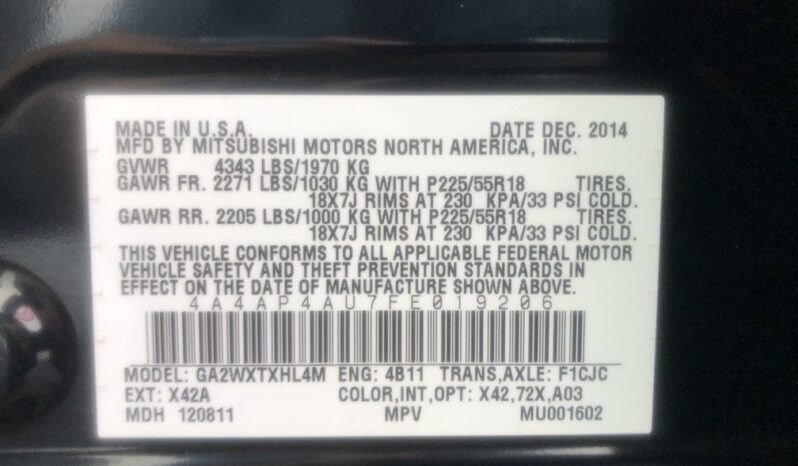 MADE IN U.S.A. DATE DEC. 2014
MFD BY MITSUBISHI MOTORS NORTH AMERICA, INC.
GVWR 4343 LBS/1970 KG
GAWR FR. 2271 LBS/1030 KG WITH P225/55R18 TIRES.
18X7J RIMS AT 230 KPA/33 PSI COLD.
GAWR RR. 2205 LBS/1000 KG WITH P225/55R18 TIRES.
18X7J RIMS AT 230 KPA/33 PSI COLD.
THIS VEHICLE CONFORMS TO ALL APPLICABLE FEDERAL MOTOR
VEHICLE SAFETY AND THEFT PREVENTION STANDARDS IN
EFFECT ON THE DATE OF MANUFACTURE SHOWN ABOVE.
4A4AP4AU7FE019206
MODEL: GA2WXTXHL4M ENG: 4B11 TRANS,AXLE: F1CJC
EXT: X42A COLOR,INT,OPT: X42,72X,A03
MDH 120811 MPV MU001602